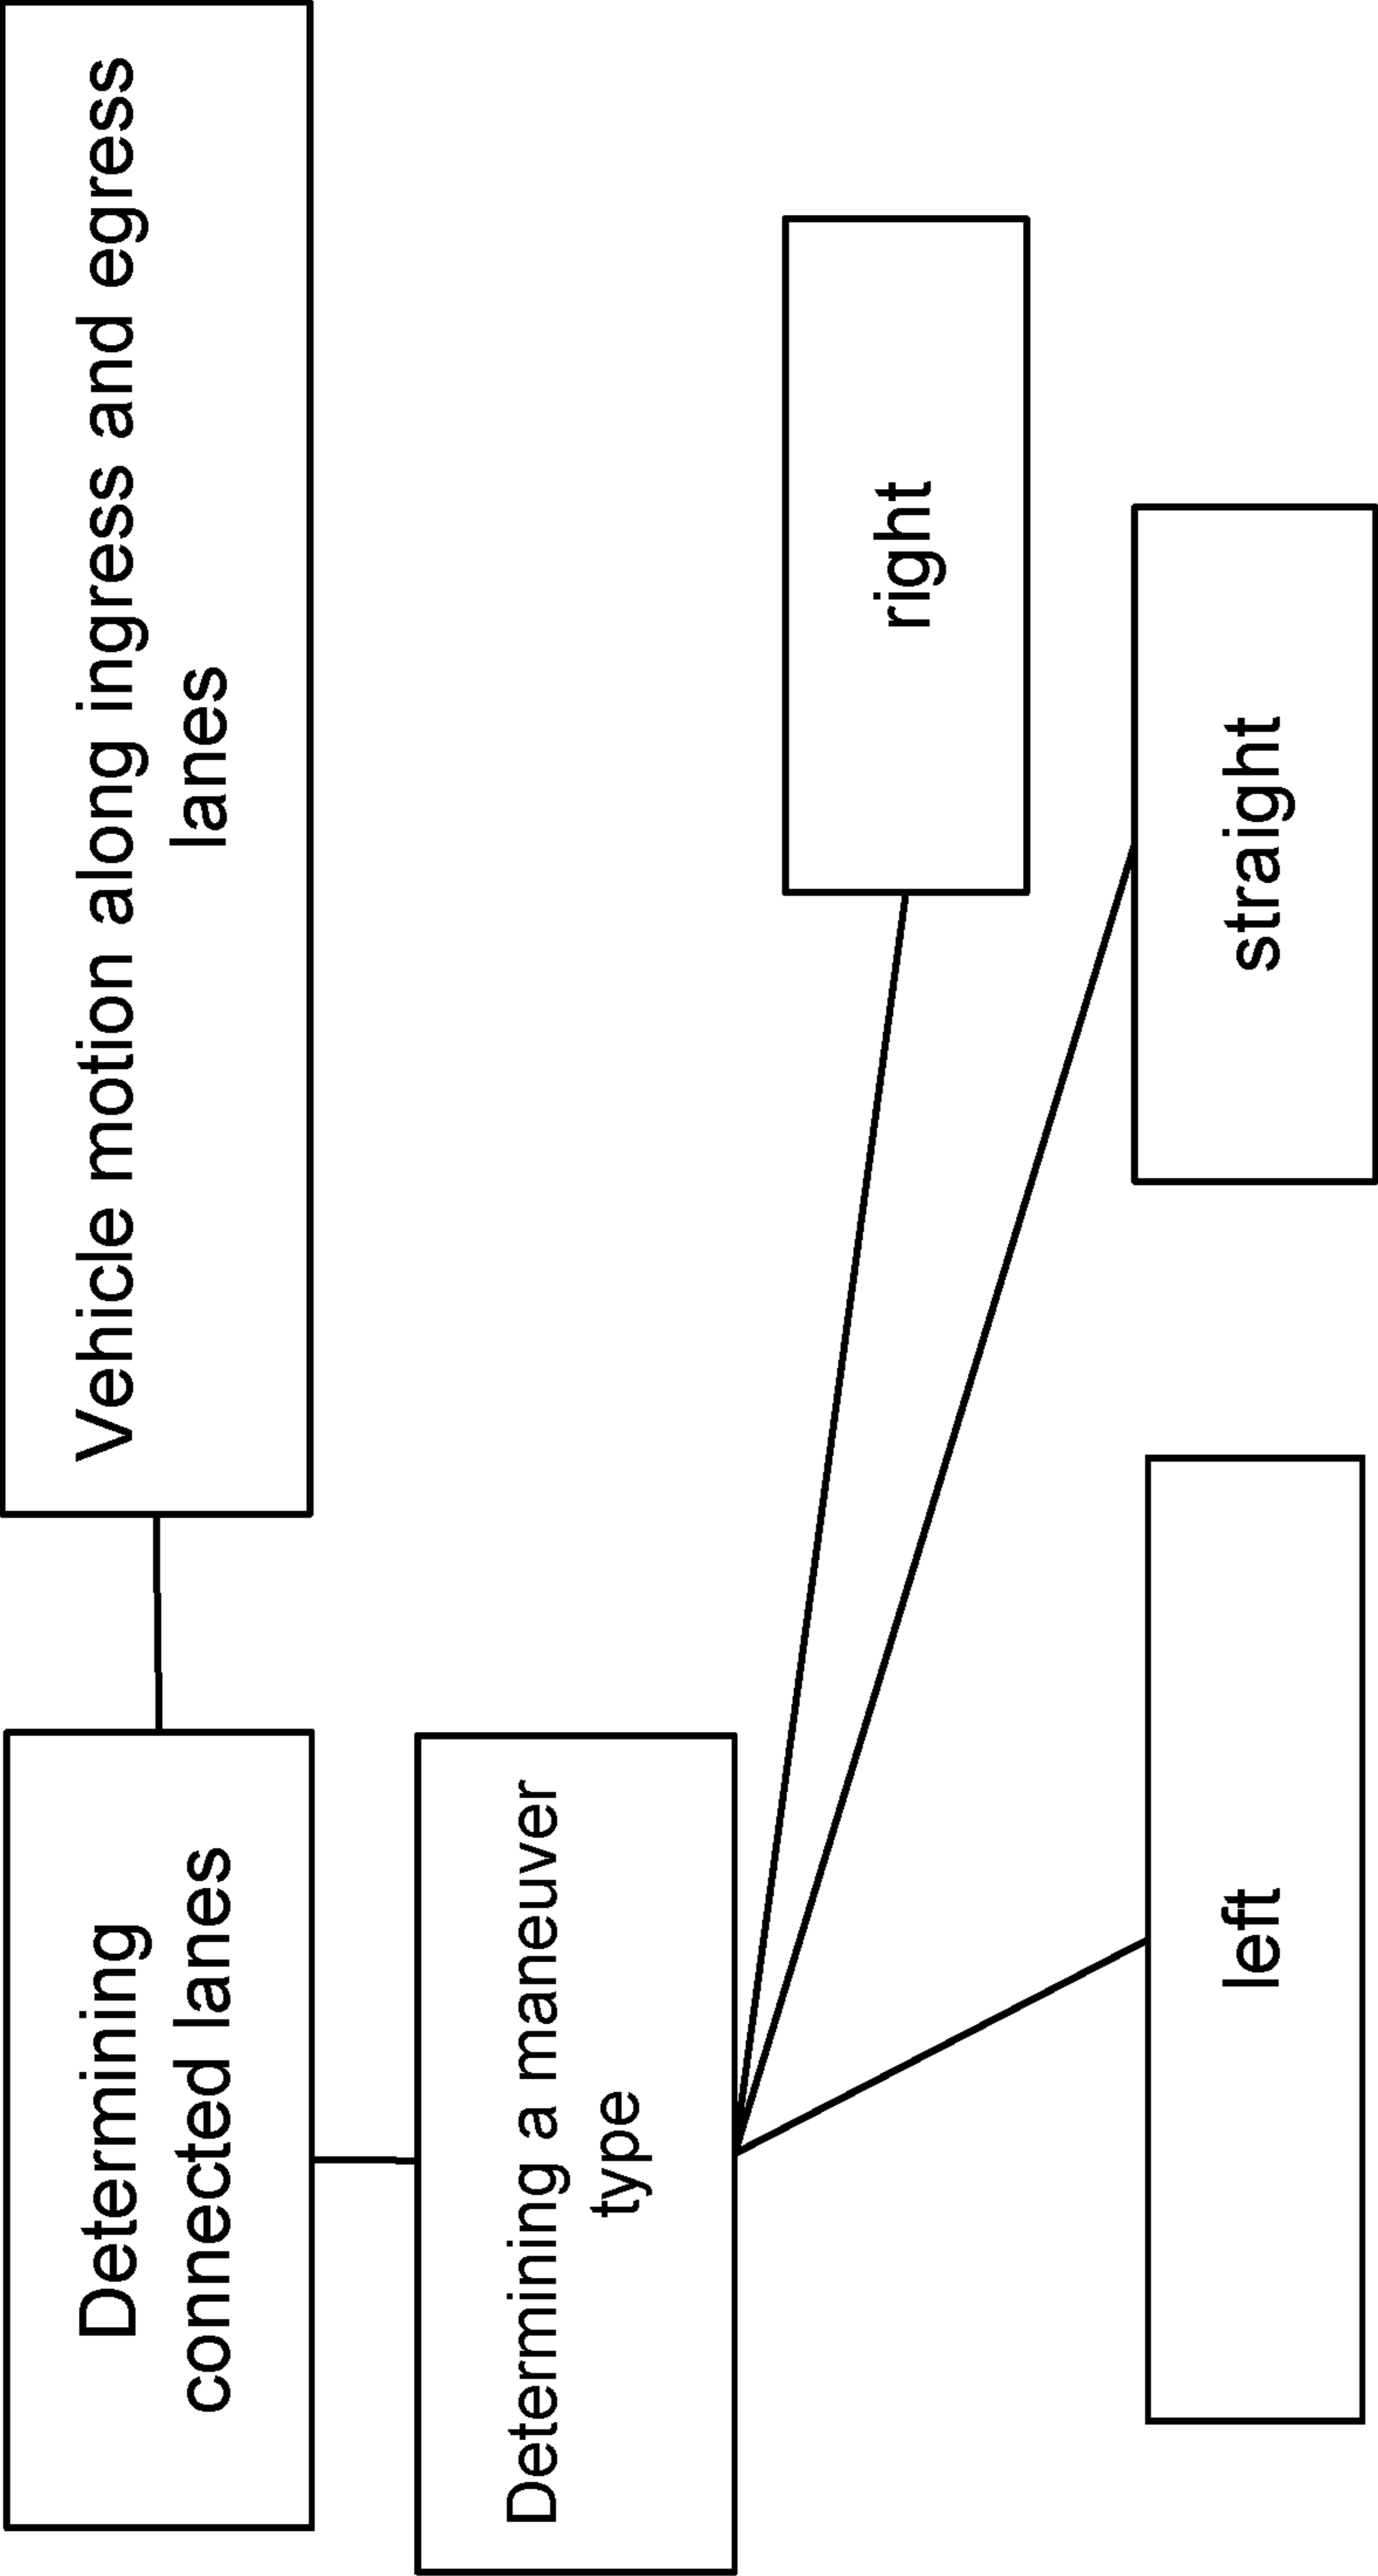 Determining
connected lanes
Vehicle motion along ingress and egress
lanes
Determining a maneuver
type
right
left
straight